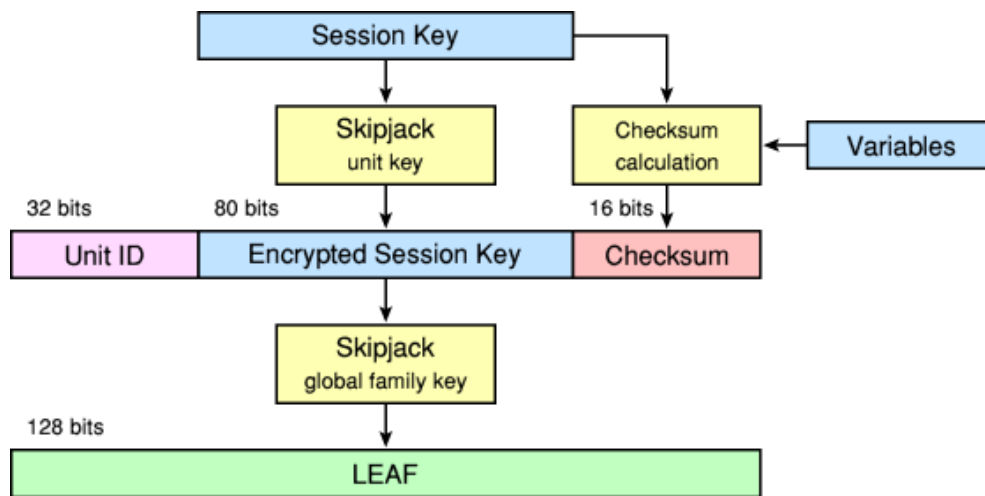 Session Key
Skipjack
unit key
Checksum
calculation
Variables
32 bits
80 bits
16 bits
Unit ID
Encrypted Session Key
Checksum
Skipjack
global family key
128 bits
LEAF